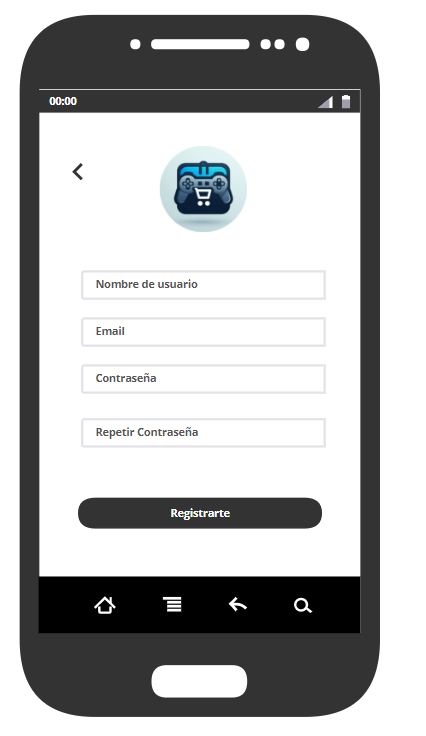 00:00
Nombre de usuario
Email
Contraseña
Repetir Contraseña
Registrarte